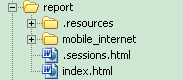 report
.resources
mobile_internet
.sessions.html
index.html